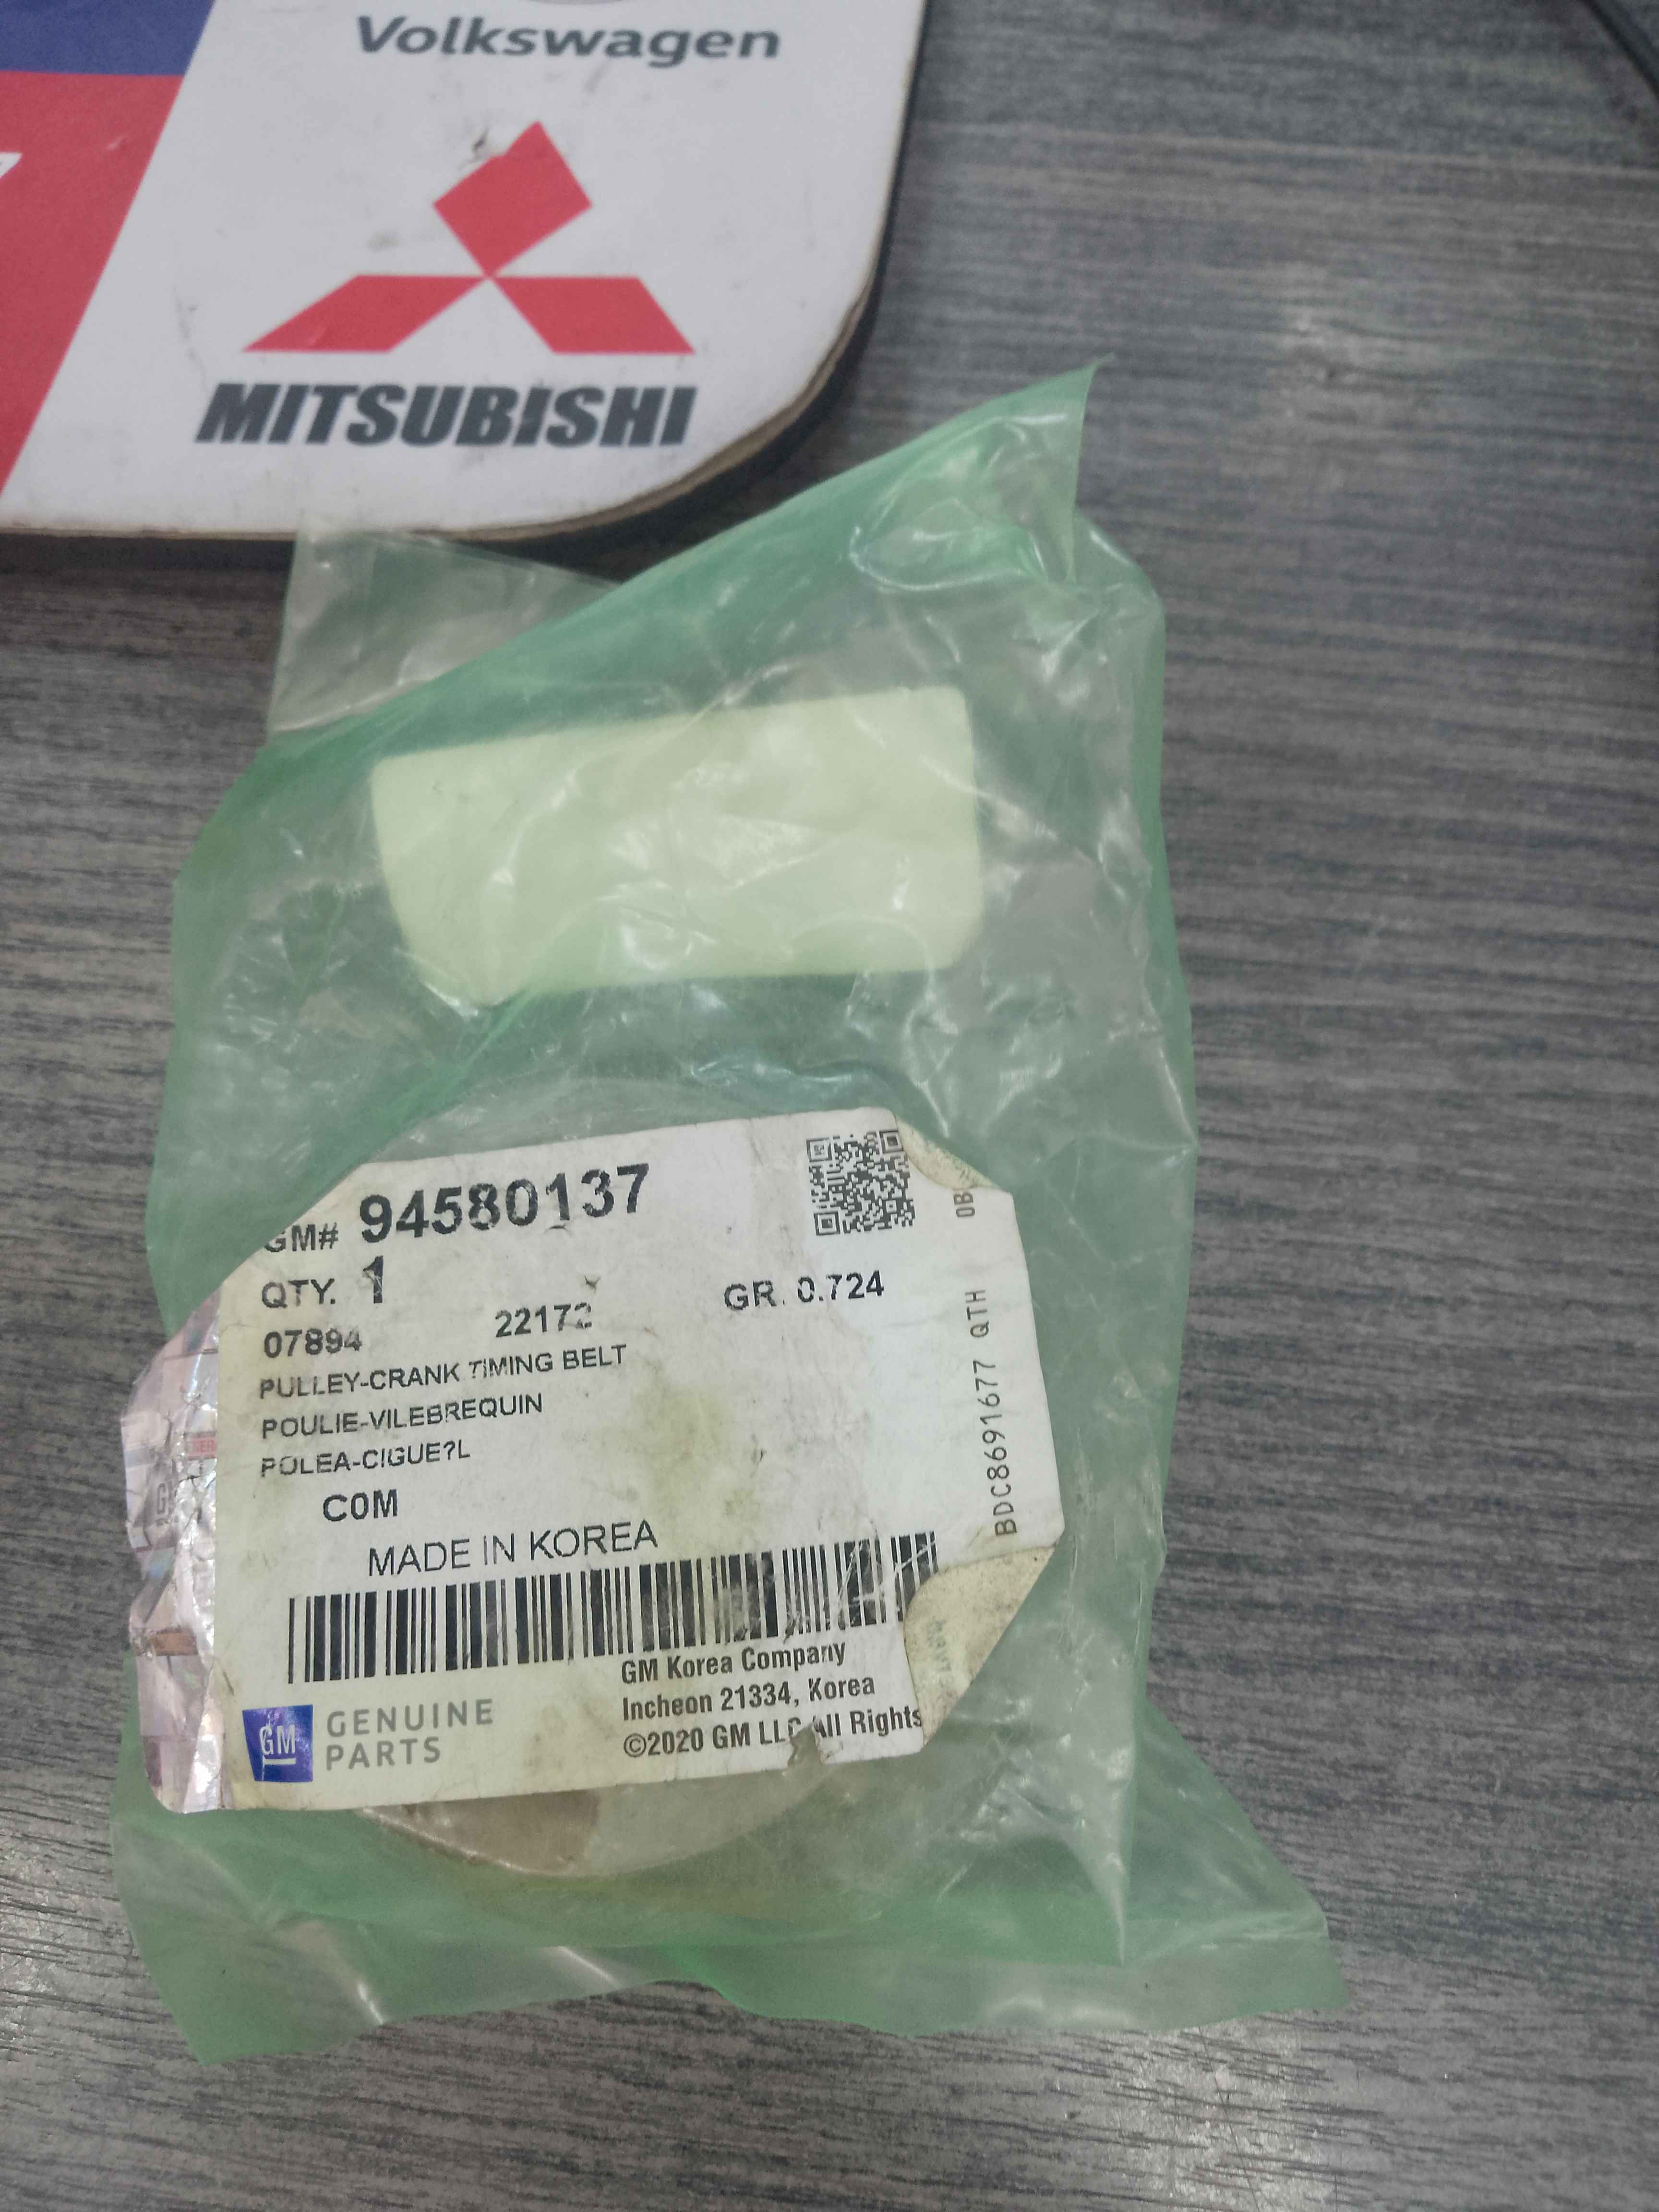 Volkswagen
MITSUBISHI
GM# 94580137
QTY. 1
GR. 0.724
07894 22172
PULLEY-CRANK TIMING BELT
POULIE-VILEBREQUIN
POLEA-CIGUE?L
C0M
MADE IN KOREA
BDC8691677 QTH
GM Korea Company
Incheon 21334, Korea
©2020 GM LLC All Rights
GM
GENUINE
PARTS